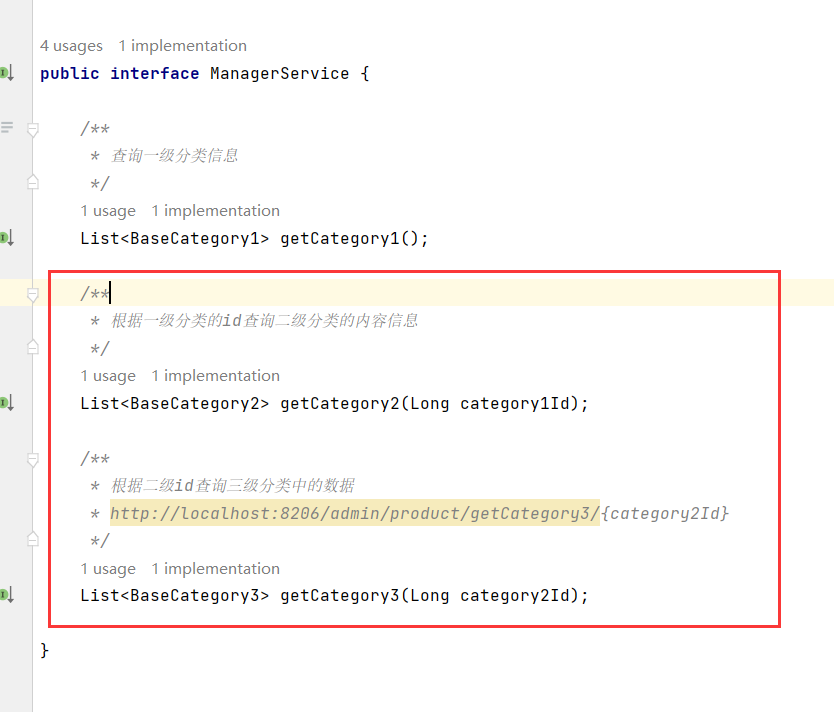 4 usages   1 implementation
public interface ManagerService {
/**
* 查询一级分类信息
*/
1 usage   1 implementation
List<BaseCategory1> getCategory1();
/**
* 根据一级分类的id查询二级分类的内容信息
*/
1 usage   1 implementation
List<BaseCategory2> getCategory2(Long category1Id);
/**
* 根据二级id查询三级分类中的数据
* http://localhost:8206/admin/product/getCategory3/{category2Id}
*/
1 usage   1 implementation
List<BaseCategory3> getCategory3(Long category2Id);
}